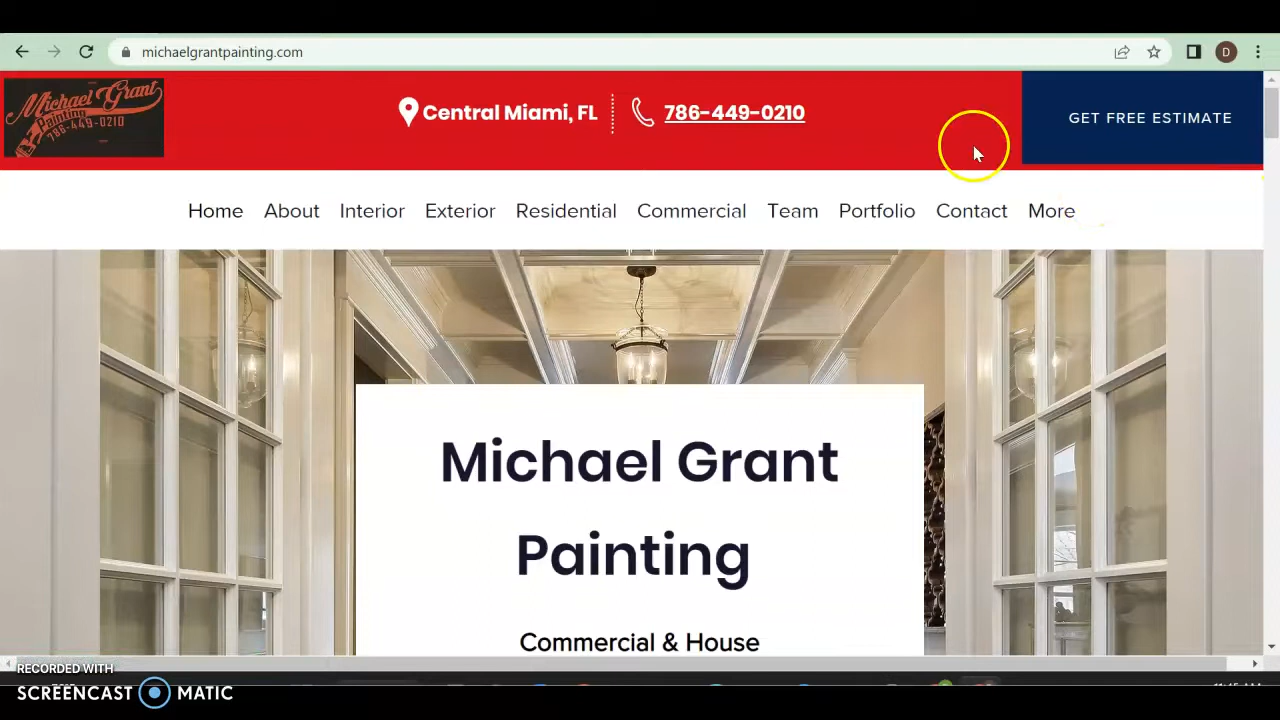 michaelgrantpainting.com
D
Michael Grant
Painting
786-449-0210
Central Miami, FL
786-449-0210
GET FREE ESTIMATE
Home About Interior Exterior Residential Commercial Team Portfolio Contact More
Michael Grant
Painting
Commercial & House
RECORDED WITH
SCREENCAST MATIC